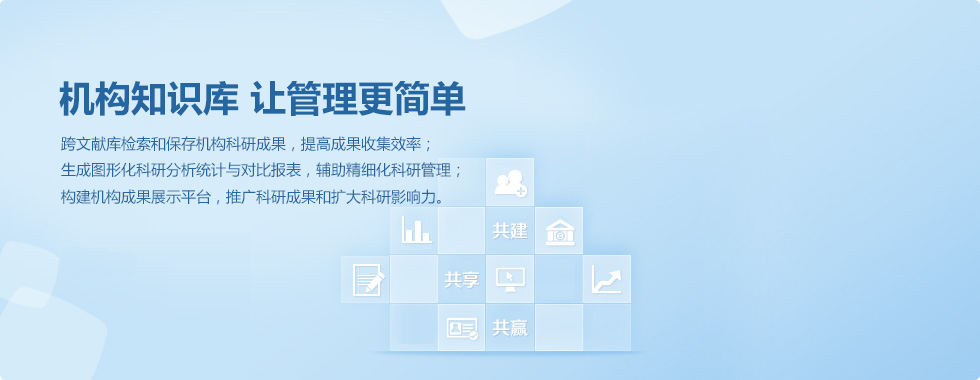 机构知识库 让管理更简单
跨文献库检索和保存机构科研成果，提高成果收集效率；
生成图形化科研分析统计与对比报表，辅助精细化科研管理；
构建机构成果展示平台，推广科研成果和扩大科研影响力。
共建
共享
共赢